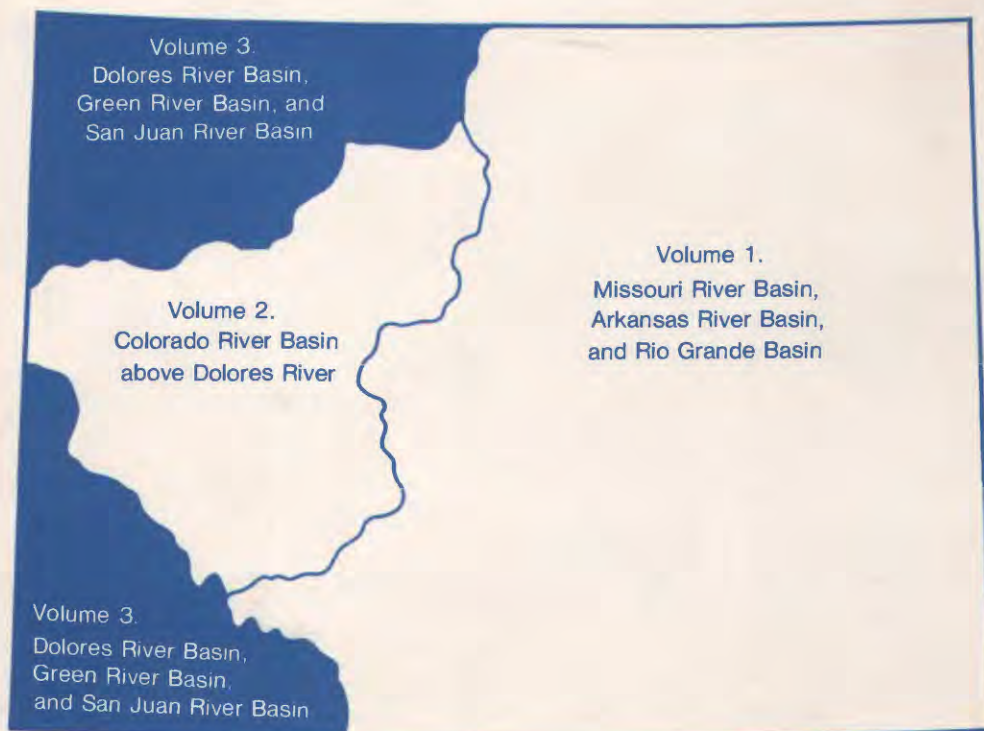 Volume 3.
Dolores River Basin,
Green River Basin, and
San Juan River Basin
Volume 1.
Missouri River Basin,
Arkansas River Basin,
and Rio Grande Basin
Volume 2.
Colorado River Basin
above Dolores River
Volume 3.
Dolores River Basin,
Green River Basin,
and San Juan River Basin